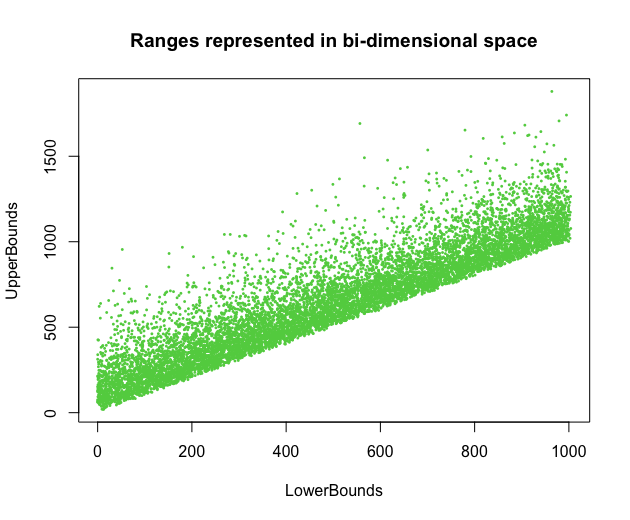 Ranges represented in bi-dimensional space
UpperBounds
1500
1000
500
0
0 200 400 600 800 1000
LowerBounds